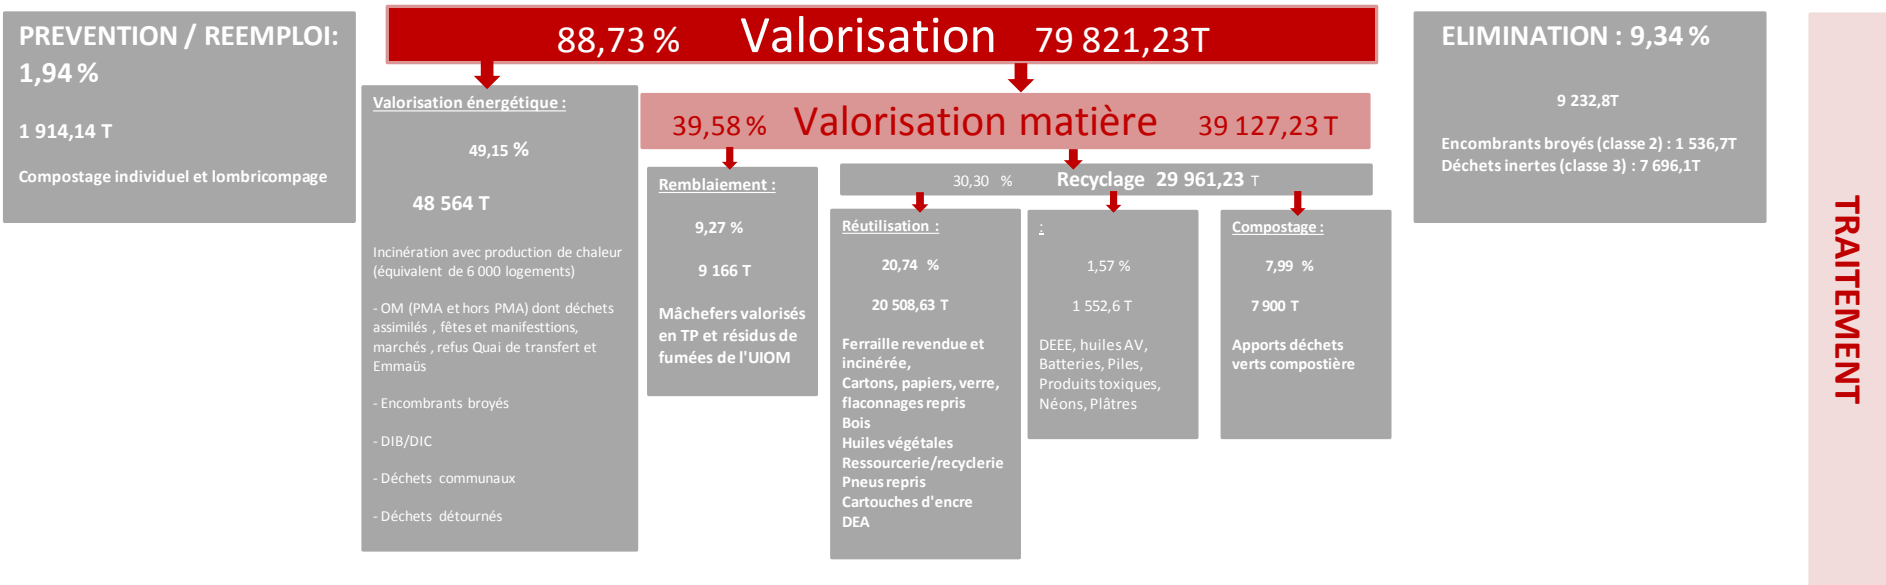 PREVENTION / REEMPLOI:
1,94 %
1 914,14 T
Compostage individuel et lombricompage
88,73 % Valorisation 79 821,23T
Valorisation énergétique :
49,15 %
48 564 T
Incinération avec production de chaleur
(équivalent de 6 000 logements)
- OM (PMA et hors PMA) dont déchets
assimilés , fêtes et manifesttions,
marchés , refus Quai de transfert et
Emmaüs
- Encombrants broyés
- DIB/DIC
- Déchets communaux
- Déchets détournés
39,58 % Valorisation matière 39 127,23 T
Remblaiement :
9,27 %
9 166 T
Mâchefers valorisés
en TP et résidus de
fumées de l'UIOM
30,30 % Recyclage 29 961,23 T
Réutilisation :
20,74 %
20 508,63 T
Ferraille revendue et
incinérée,
Cartons, papiers, verre,
flaconnages repris
Bois
Huiles végétales
Ressourcerie/recyclerie
Pneus repris
Cartouches d'encre
DEA
:
1,57 %
1 552,6 T
DEEE, huiles AV,
Batteries, Piles,
Produits toxiques,
Néons, Plâtres
Compostage :
7,99 %
7 900 T
Apports déchets
verts compostière
ELIMINATION : 9,34 %
9 232,8T
Encombrants broyés (classe 2) : 1 536,7T
Déchets inertes (classe 3) : 7 696,1T
TRAITEMENT